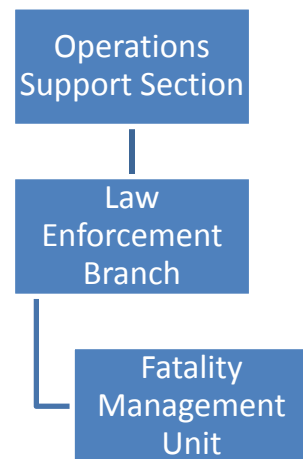 Operations
Support Section
Law
Enforcement
Branch
Fatality
Management
Unit